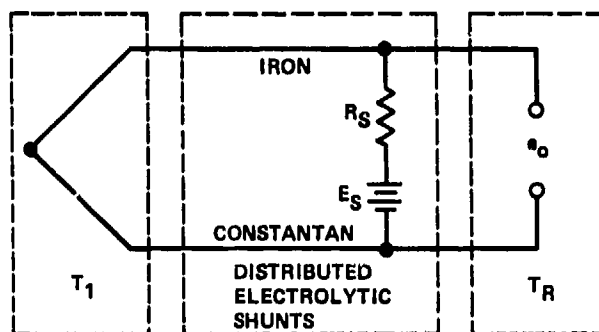 IRON
R_S
E_S
e_o
CONSTANTAN
T_1
DISTRIBUTED
ELECTROLYTIC
SHUNTS
T_R